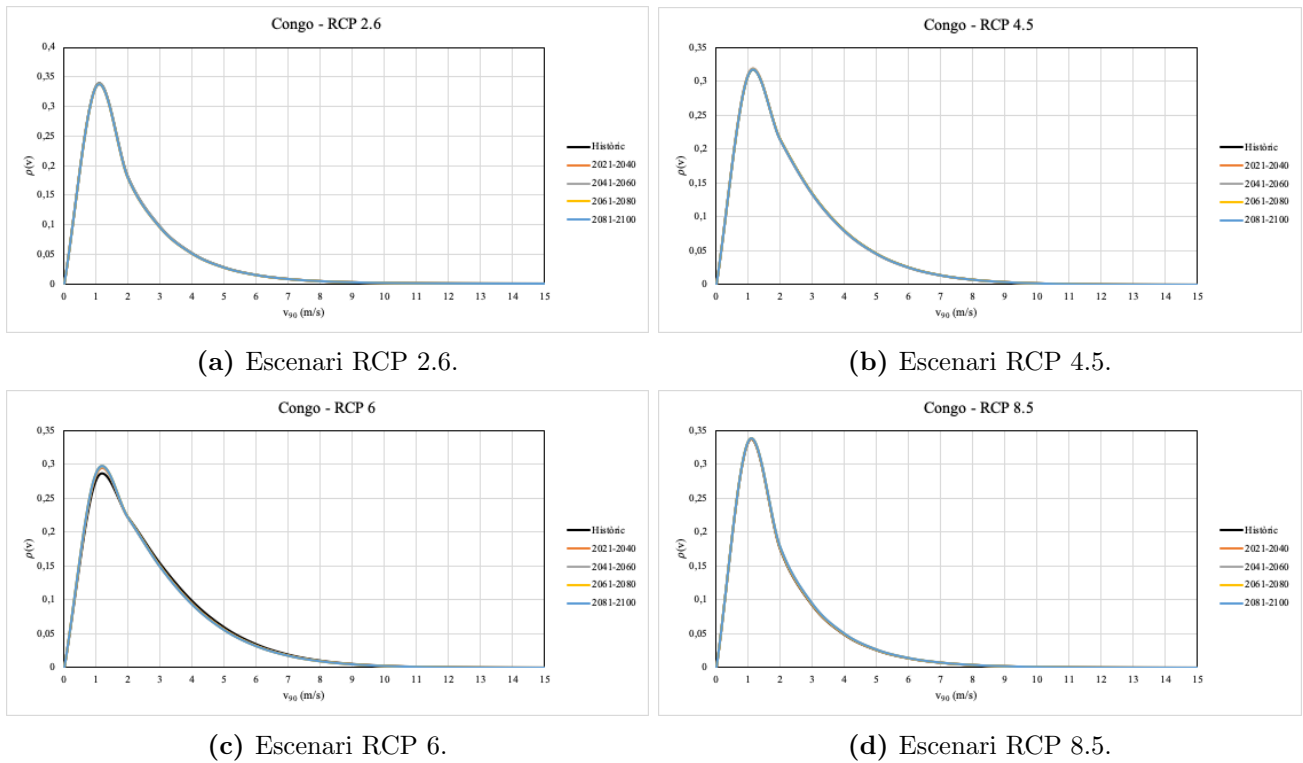 Congo - RCP 2.6
0,4
0,35
0,3
0,25
0,2
0,15
0,1
0,05
0
ρ(v)
0 1 2 3 4 5 6 7 8 9 10 11 12 13 14 15
v90 (m/s)
Històric
2021-2040
2041-2060
2061-2080
2081-2100
(a) Escenari RCP 2.6.
Congo - RCP 4.5
0,35
0,3
0,25
0,2
0,15
0,1
0,05
0
ρ(v)
0 1 2 3 4 5 6 7 8 9 10 11 12 13 14 15
v90 (m/s)
Històric
2021-2040
2041-2060
2061-2080
2081-2100
(b) Escenari RCP 4.5.
Congo - RCP 6
0,35
0,3
0,25
0,2
0,15
0,1
0,05
0
ρ(v)
0 1 2 3 4 5 6 7 8 9 10 11 12 13 14 15
v90 (m/s)
Històric
2021-2040
2041-2060
2061-2080
2081-2100
(c) Escenari RCP 6.
Congo - RCP 8.5
0,35
0,3
0,25
0,2
0,15
0,1
0,05
0
ρ(v)
0 1 2 3 4 5 6 7 8 9 10 11 12 13 14 15
v90 (m/s)
Històric
2021-2040
2041-2060
2061-2080
2081-2100
(d) Escenari RCP 8.5.